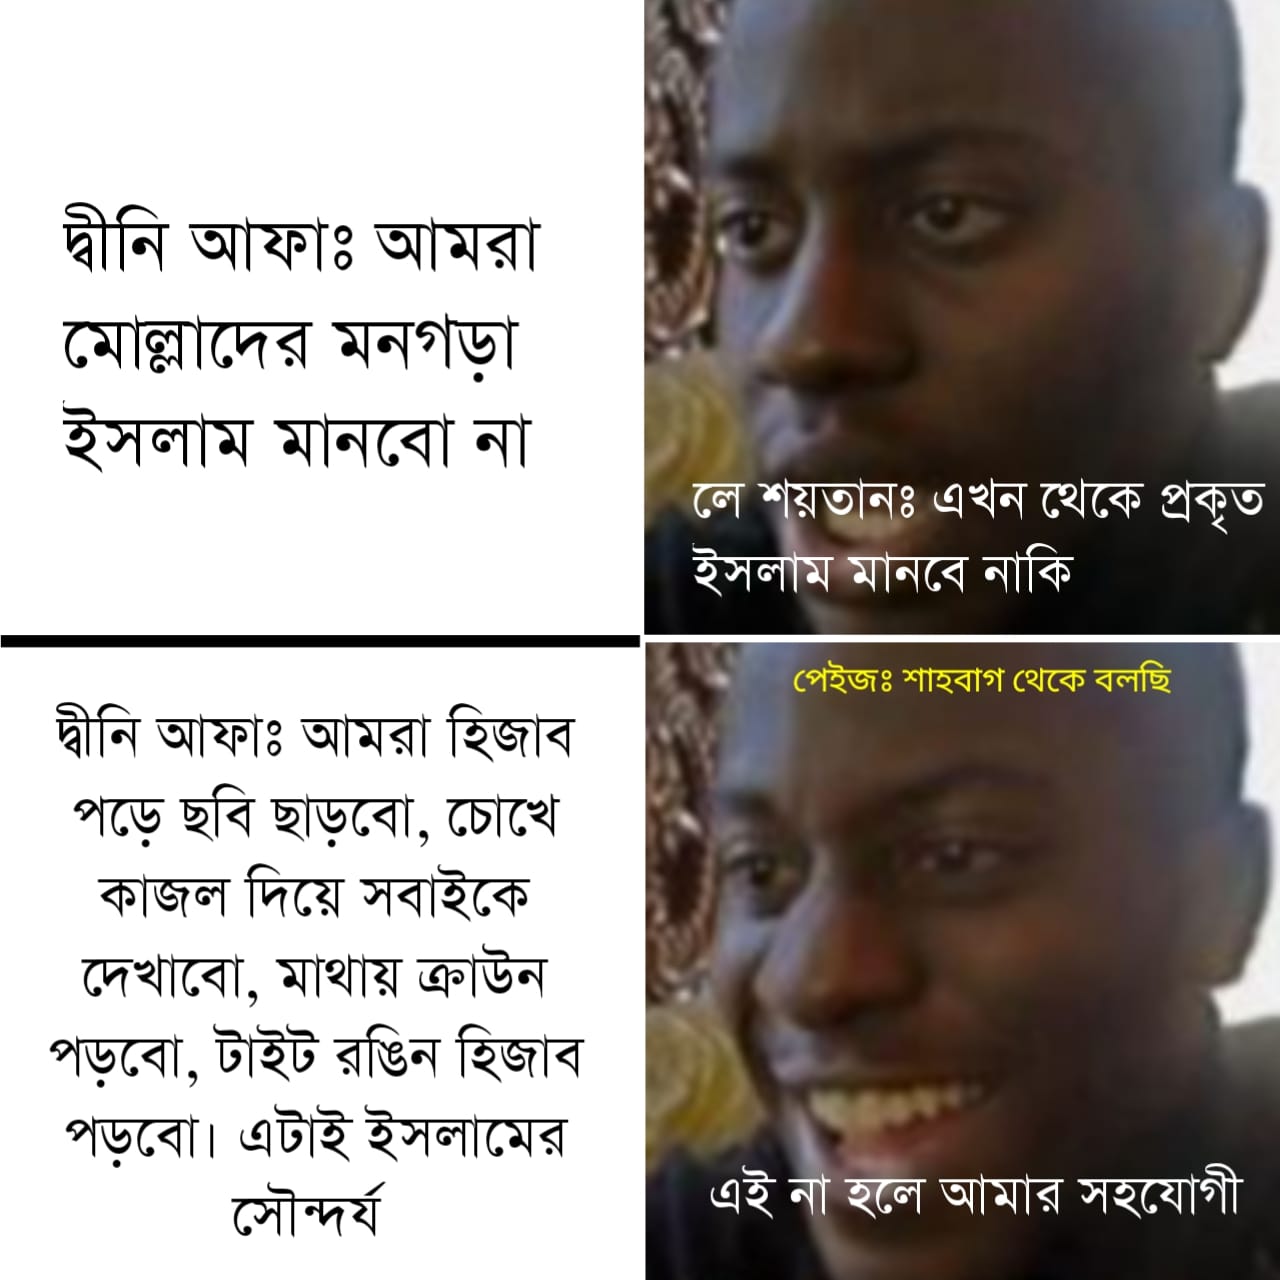 দ্বীনি আফাঃ আমরা
মোল্লাদের মনগড়া
ইসলাম মানবো না
লে শয়তানঃ এখন থেকে প্রকৃত
ইসলাম মানবে নাকি
দ্বীনি আফাঃ আমরা হিজাব
পড়ে ছবি ছাড়বো, চোখে
কাজল দিয়ে সবাইকে
দেখাবো, মাথায় ক্রাউন
পড়বো, টাইট রঙিন হিজাব
পড়বো। এটাই ইসলামের
সৌন্দর্য
পেইজঃ শাহবাগ থেকে বলছি
এই না হলে আমার সহযোগী